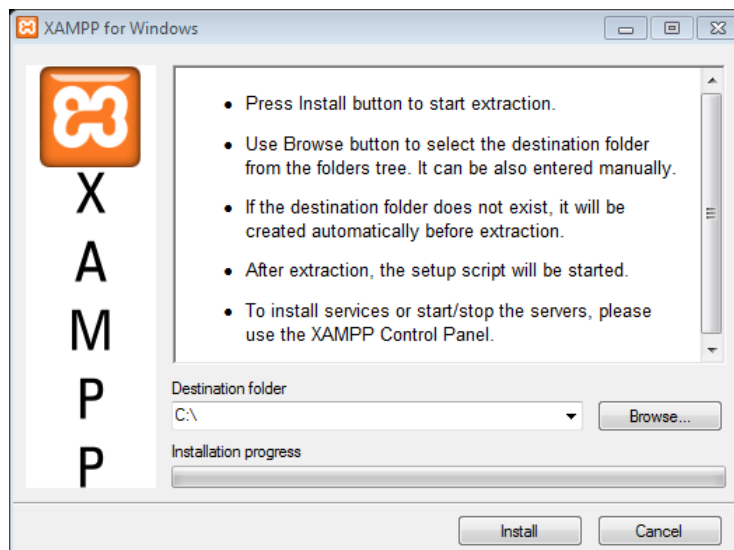 XAMPP for Windows
• Press Install button to start extraction.
• Use Browse button to select the destination folder
from the folders tree. It can be also entered manually.
• If the destination folder does not exist, it will be
created automatically before extraction.
• After extraction, the setup script will be started.
• To install services or start/stop the servers, please
use the XAMPP Control Panel.
X
A
M
P
P
Destination folder
C:\
Browse...
Installation progress
Install
Cancel